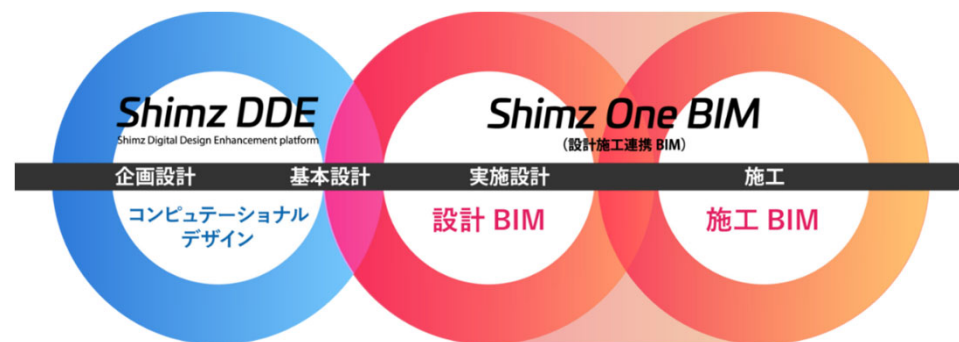 Shimz DDE
Shimz Digital Design Enhancement platform
Shimz One BIM
(設計施工連携 BIM)
企画設計 基本設計 実施設計 施工
コンピュテーショナル
デザイン
設計 BIM
施工 BIM